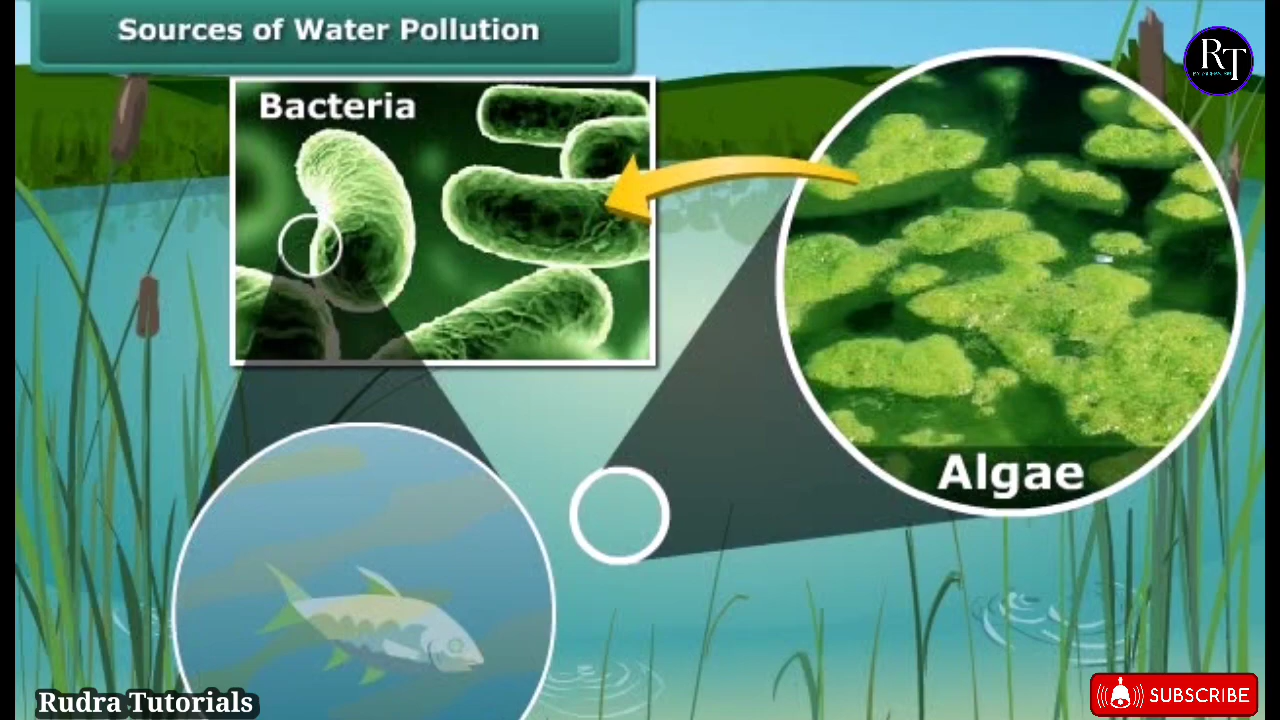 Sources of Water Pollution
RT
Bacteria
Algae
Rudra Tutorials
SUBSCRIBE